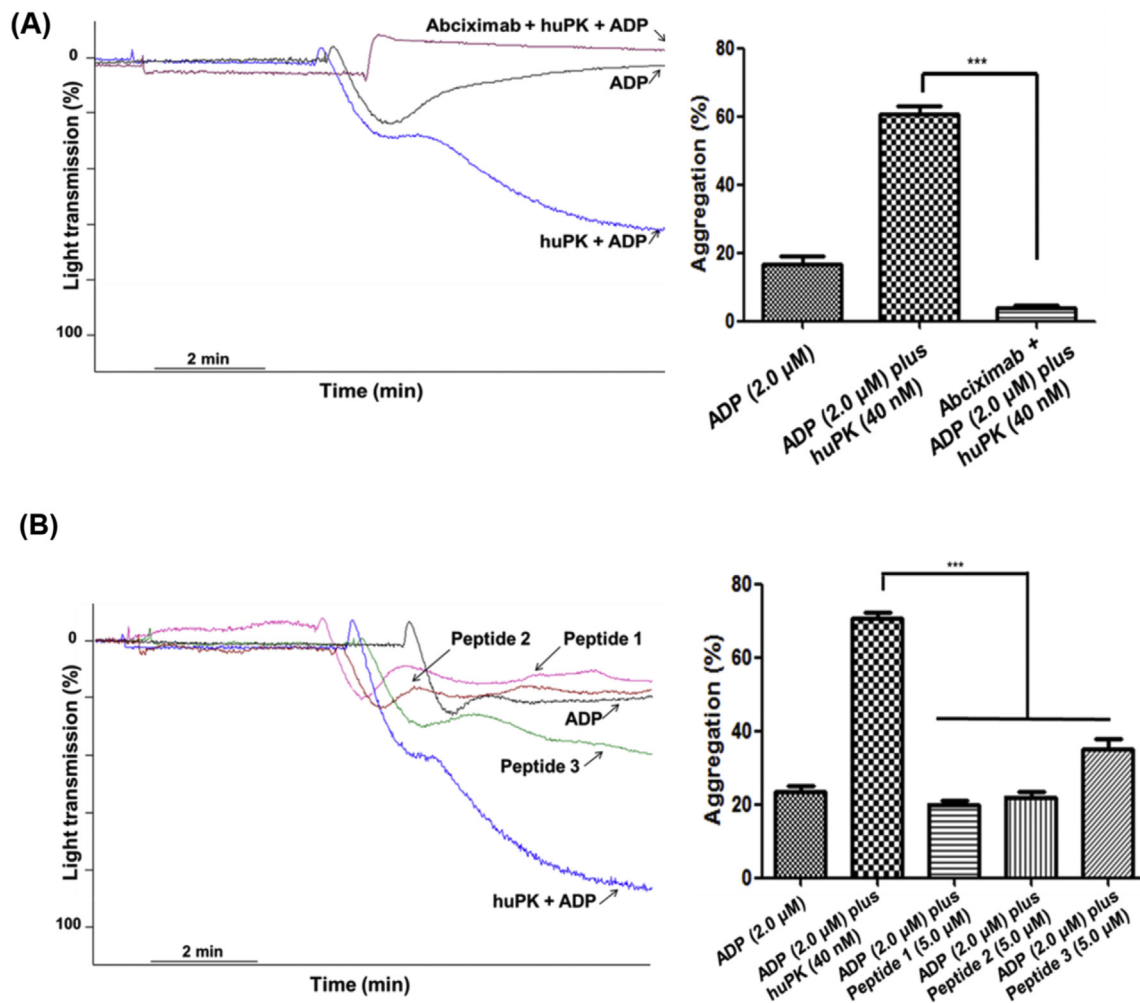 (A)
Abciximab + huPK + ADP
ADP
huPK + ADP
0
100
Light transmission (%)
2 min
Time (min)
80
60
40
20
0
Aggregation (%)
***
ADP (2.0 µM)
ADP (2.0 µM) plus
huPK (40 nM)
Abciximab +
ADP (2.0 µM) plus
huPK (40 nM)
(B)
Peptide 2
Peptide 1
ADP
Peptide 3
huPK + ADP
0
100
Light transmission (%)
2 min
Time (min)
80
60
40
20
0
Aggregation (%)
***
ADP (2.0 µM)
ADP (2.0 µM) plus
huPK (40 nM)
ADP (2.0 µM) plus
Peptide 1 (5.0 µM)
ADP (2.0 µM) plus
Peptide 2 (5.0 µM)
ADP (2.0 µM) plus
Peptide 3 (5.0 µM)